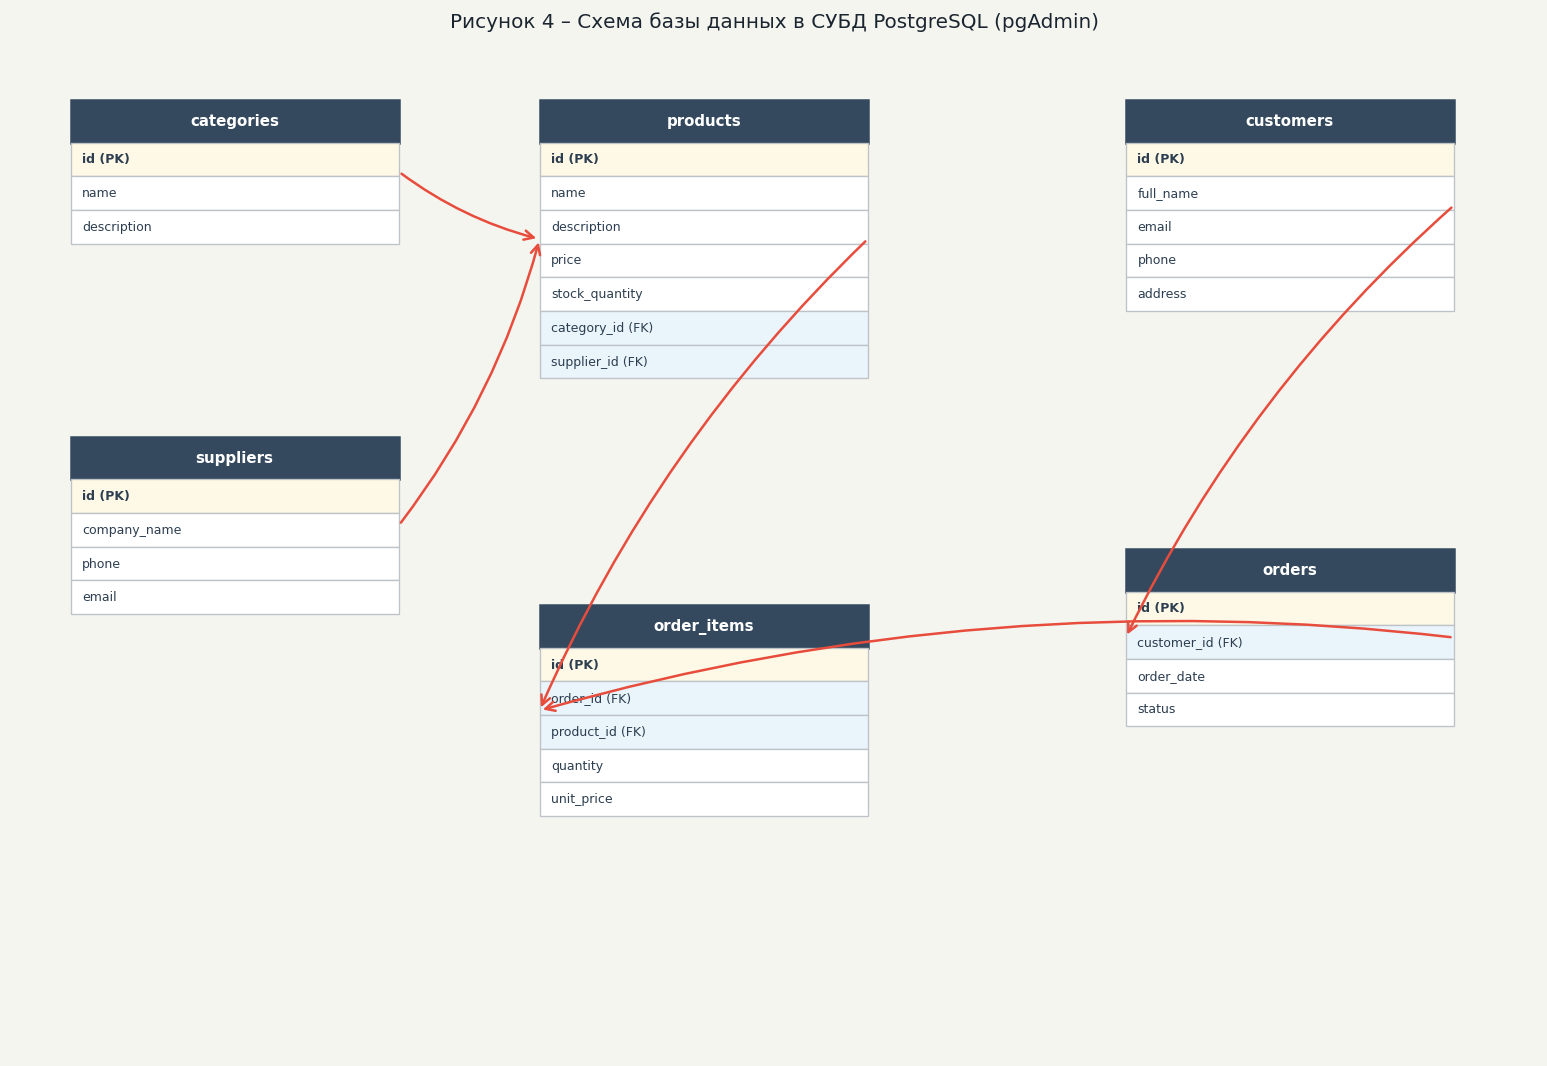 Рисунок 4 – Схема базы данных в СУБД PostgreSQL (pgAdmin)
categories
id (PK)
name
description
products
id (PK)
name
description
price
stock_quantity
category_id (FK)
supplier_id (FK)
customers
id (PK)
full_name
email
phone
address
suppliers
id (PK)
company_name
phone
email
order_items
id (PK)
order_id (FK)
product_id (FK)
quantity
unit_price
orders
id (PK)
customer_id (FK)
order_date
status